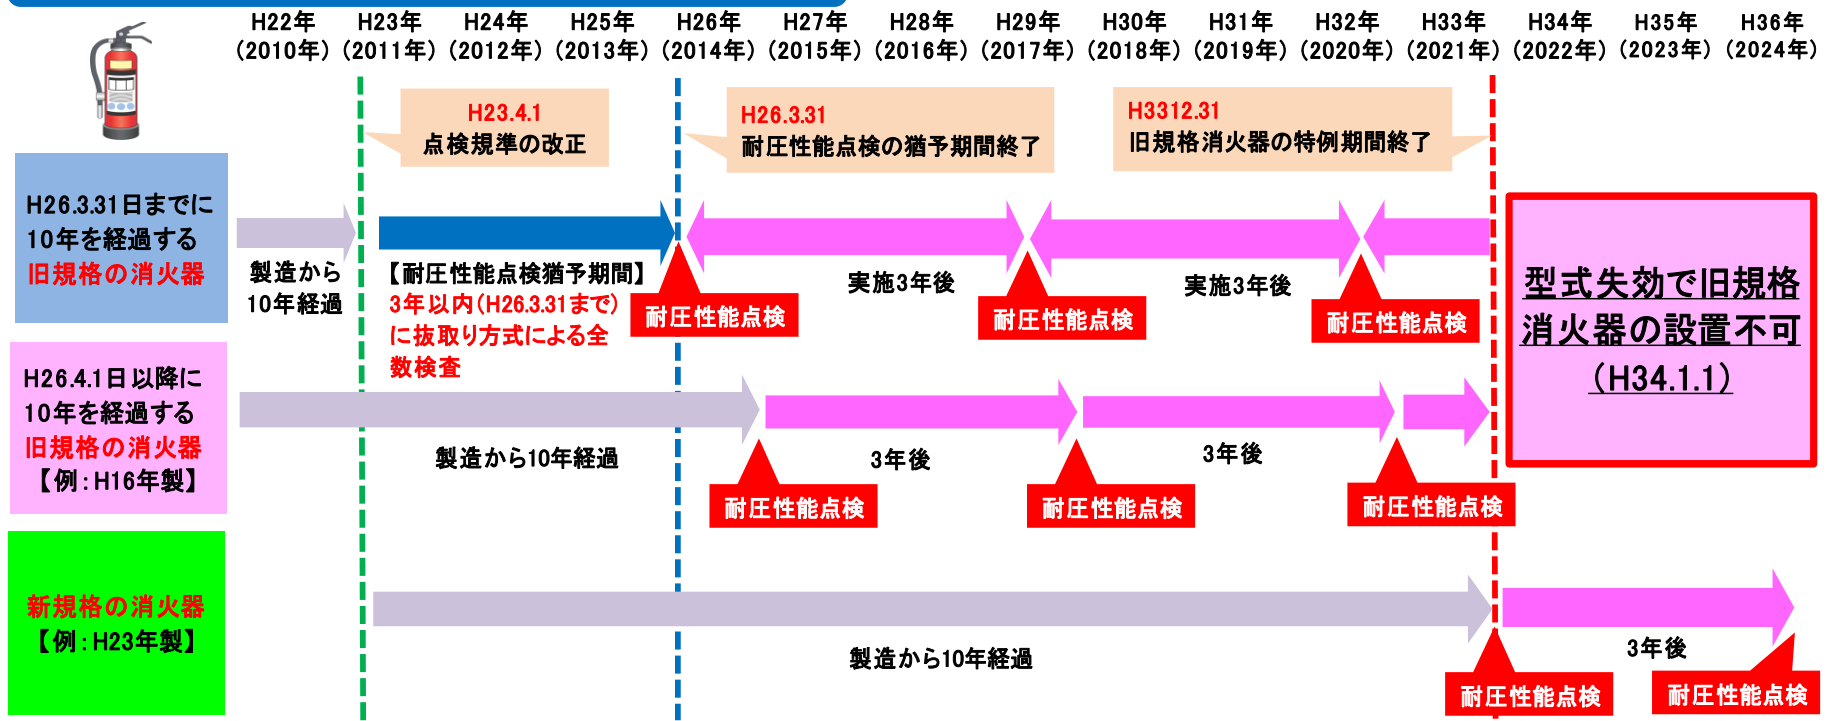 H22年 H23年 H24年 H25年 H26年 H27年 H28年 H29年 H30年 H31年 H32年 H33年 H34年 H35年 H36年
（2010年）（2011年）（2012年）（2013年）（2014年）（2015年）（2016年）（2017年）（2018年）（2019年）（2020年）（2021年）（2022年）（2023年）（2024年）
H23.4.1
点検規準の改正
H26.3.31
耐圧性能点検の猶予期間終了
H3312.31
旧規格消火器の特例期間終了
H26.3.31日までに
10年を経過する
旧規格の消火器
製造から
10年経過
【耐圧性能点検猶予期間】
3年以内（H26.3.31まで）
に抜取り方式による全
数検査
耐圧性能点検
実施3年後
耐圧性能点検
実施3年後
耐圧性能点検
型式失効で旧規格
消火器の設置不可
（H34.1.1）
H26.4.1日以降に
10年を経過する
旧規格の消火器
【例：H16年製】
製造から10年経過
耐圧性能点検
3年後
耐圧性能点検
3年後
耐圧性能点検
新規格の消火器
【例：H23年製】
製造から10年経過
耐圧性能点検
3年後
耐圧性能点検